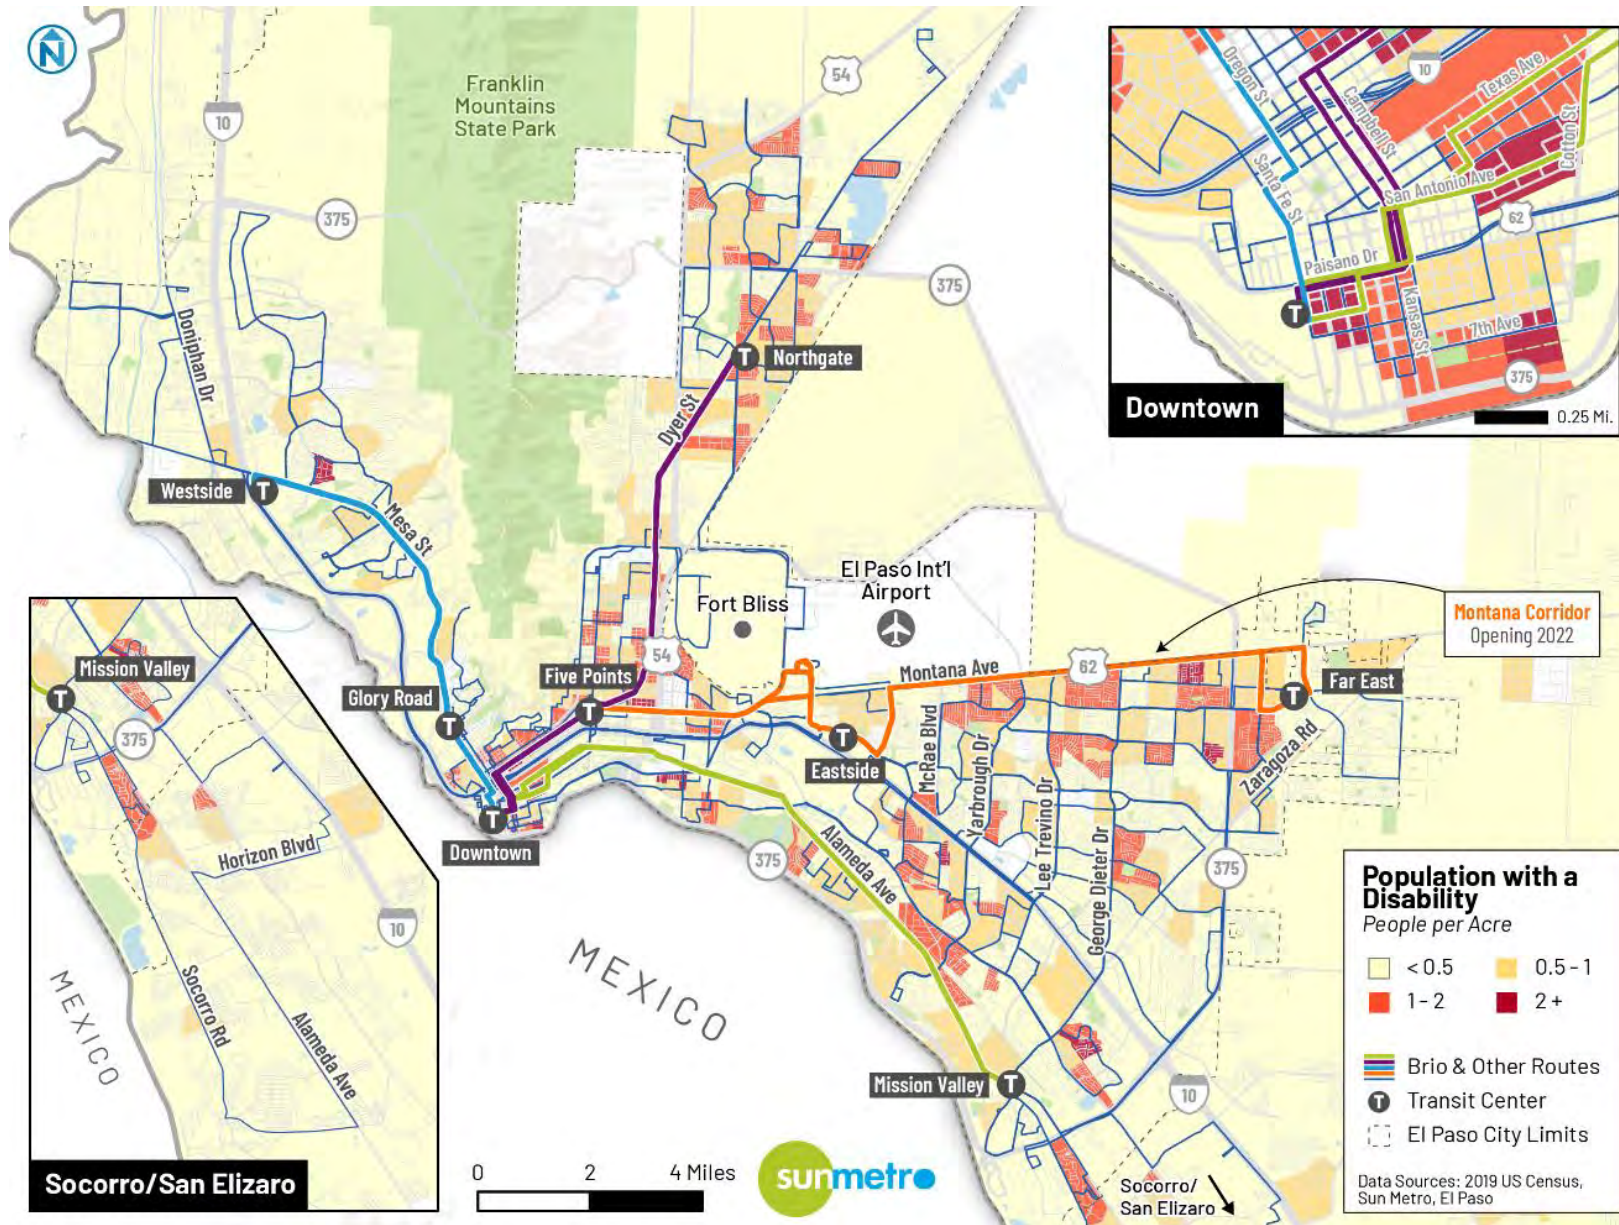 N
Franklin
Mountains
State Park
54
10
375
375
Doniphan Dr
Northgate
Dyer St
Westside
Mesa St
El Paso Int'l
Airport
Fort Bliss
54
Five Points
Glory Road
Montana Ave
62
Montana Corridor
Opening 2022
Far East
Zaragoza Rd
Eastside
McRae Blvd
Yarbrough Dr
Lee Trevino Dr
George Dieter Dr
Downtown
375
Alameda Ave
375
MEXICO
Mission Valley
10
Socorro/
San Elizaro
T
T
T
T
T
T
T
T
Oregon St
10
Texas Ave
Campbell St
Cotton St
Santa Fe St
San Antonio Ave
62
Paisano Dr
T
Kansas St
7th Ave
375
Downtown
0.25 Mi.
Mission Valley
T
375
Horizon Blvd
10
Socorro Rd
Alameda Ave
MEXICO
Socorro/San Elizaro
0 2 4 Miles
sunmetro
Population with a
Disability
People per Acre
< 0.5 0.5 - 1
1 - 2 2 +
Brio & Other Routes
T Transit Center
El Paso City Limits
Data Sources: 2019 US Census,
Sun Metro, El Paso